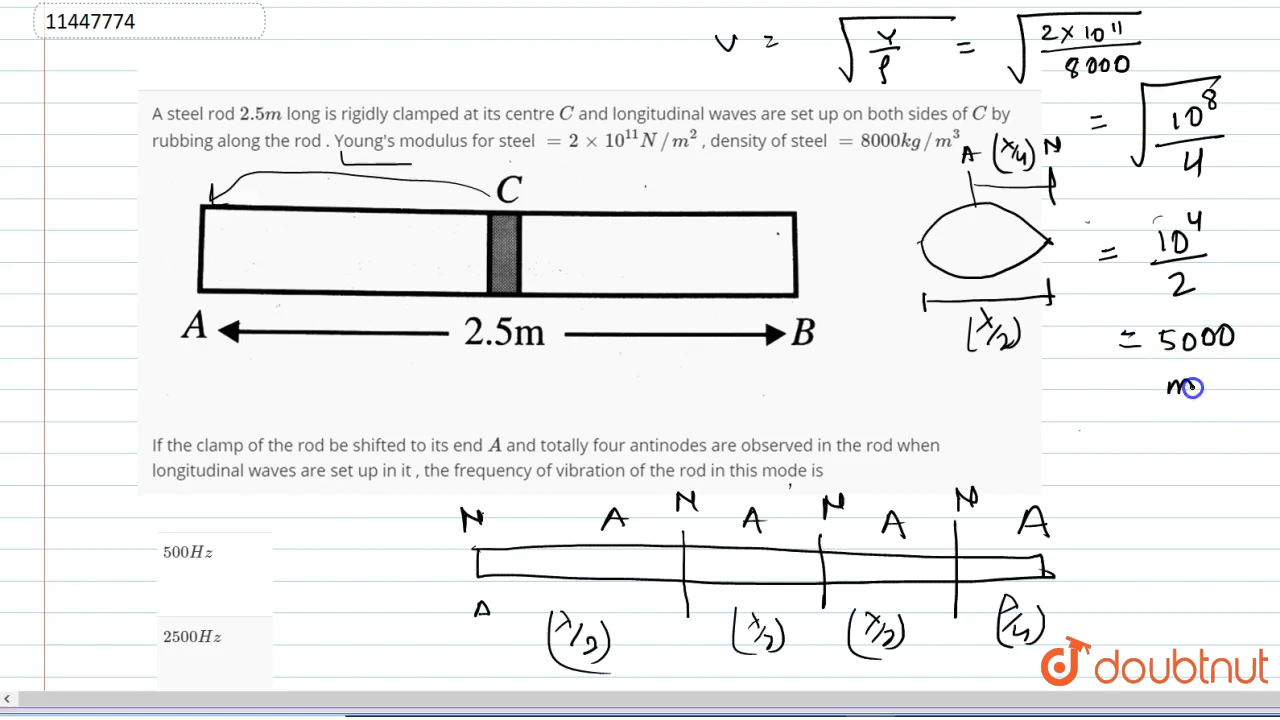 11447774
v = √(Y/ρ) = √(2 × 10¹¹/8000)
A steel rod 2.5m long is rigidly clamped at its centre C and longitudinal waves are set up on both sides of C by
rubbing along the rod . Young's modulus for steel = 2 × 10¹¹N/m², density of steel = 8000kg/m³
= √(10⁸/4)
A (λ/4) N
C
= 10⁴/2
A 2.5m B
(λ/2)
= 5000
m
If the clamp of the rod be shifted to its end A and totally four antinodes are observed in the rod when
longitudinal waves are set up in it , the frequency of vibration of the rod in this mode is
N A N A N A N A
500Hz
A (λ/2) (λ/2) (λ/2) (λ/4)
2500Hz
doubtnut